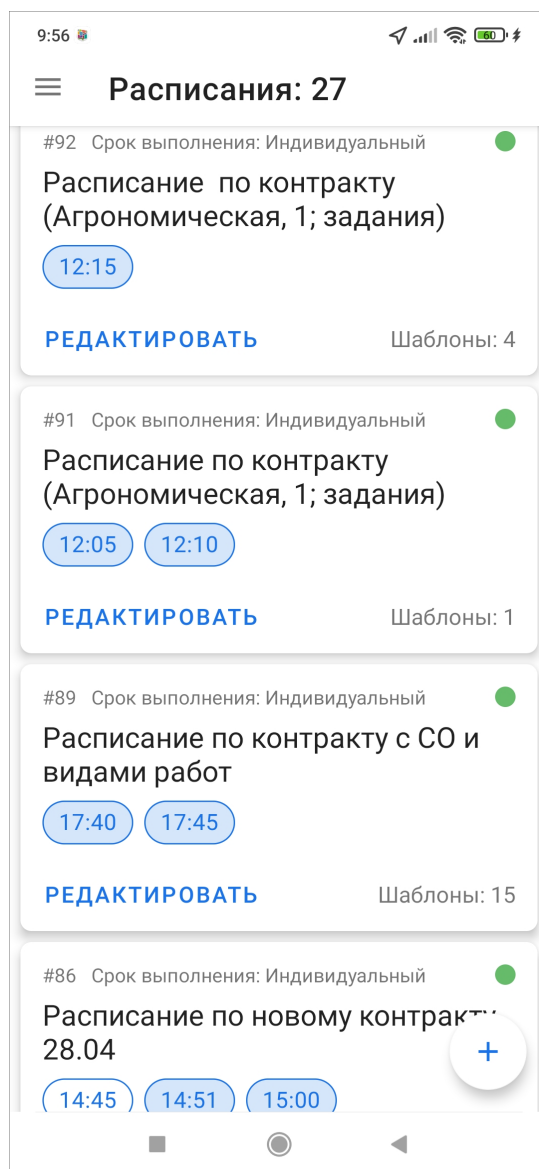 9:56
60
Расписания: 27
#92 Срок выполнения: Индивидуальный
Расписание  по контракту
(Агрономическая, 1; задания)
12:15
РЕДАКТИРОВАТЬ Шаблоны: 4
#91 Срок выполнения: Индивидуальный
Расписание по контракту
(Агрономическая, 1; задания)
12:05 12:10
РЕДАКТИРОВАТЬ Шаблоны: 1
#89 Срок выполнения: Индивидуальный
Расписание по контракту с СО и
видами работ
17:40 17:45
РЕДАКТИРОВАТЬ Шаблоны: 15
#86 Срок выполнения: Индивидуальный
Расписание по новому контракту
28.04
+
14:45 14:51 15:00